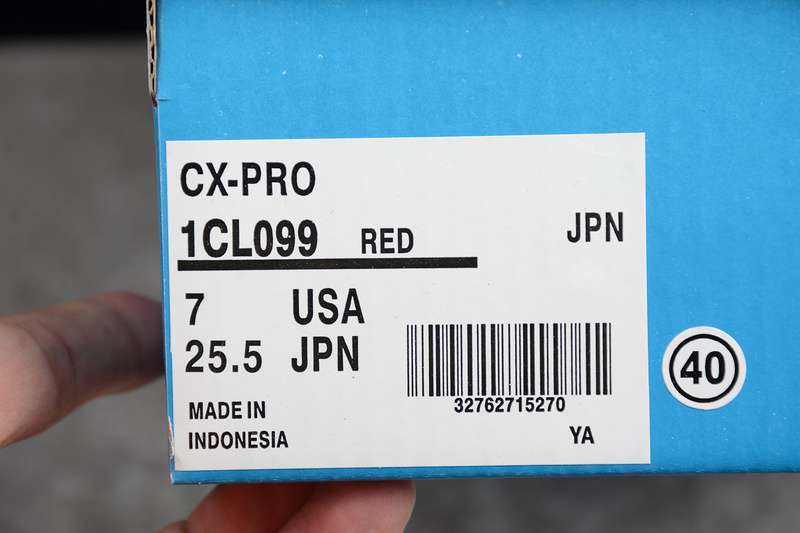 CX-PRO
1CL099 RED JPN
7 USA
25.5 JPN
32762715270
MADE IN
INDONESIA
YA
40